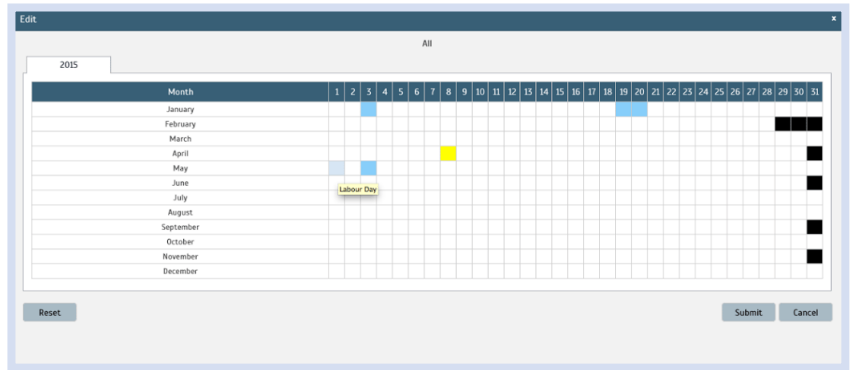 Edit x
All
2015
Month 1 2 3 4 5 6 7 8 9 10 11 12 13 14 15 16 17 18 19 20 21 22 23 24 25 26 27 28 29 30 31
January
February
March
April
May
June
Labour Day
July
August
September
October
November
December
Reset Submit Cancel